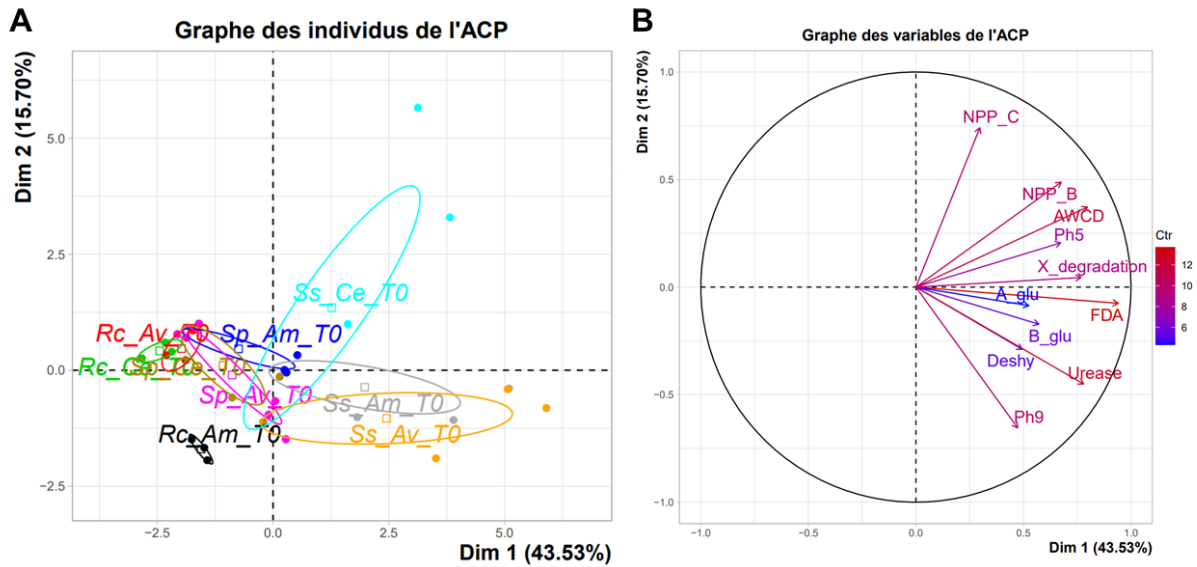 A
Graphe des individus de l'ACP
Dim 2 (15.70%)
5.0
2.5
0.0
−2.5
−2.5
0.0
2.5
5.0
Dim 1 (43.53%)
Ss_Ce_T0
Rc_Av_T0
Sp_Am_T0
Sp_Av_T0
Ss_Am_T0
Ss_Av_T0
Rc_Am_T0
B
Graphe des variables de l'ACP
Dim 2 (15.70%)
1.0
0.5
0.0
−0.5
−1.0
−1.0
−0.5
0.0
0.5
1.0
Dim 1 (43.53%)
NPP_C
NPP_B
AWCD
Ph5
X_degradation
A_glu
FDA
B_glu
Deshy
Urease
Ph9
Ctr
12
10
8
6